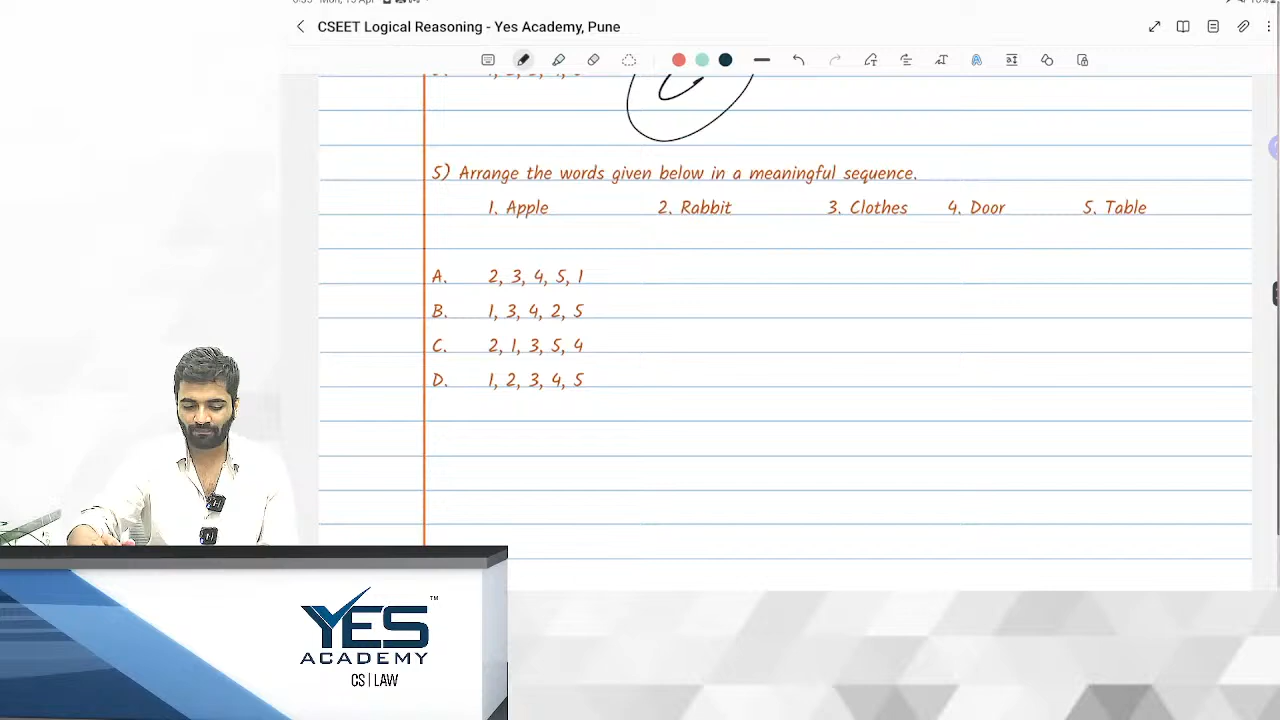 CSEET Logical Reasoning - Yes Academy, Pune
5) Arrange the words given below in a meaningful sequence.
1. Apple 2. Rabbit 3. Clothes 4. Door 5. Table
A. 2, 3, 4, 5, 1
B. 1, 3, 4, 2, 5
C. 2, 1, 3, 5, 4
D. 1, 2, 3, 4, 5
YES™
ACADEMY
CS | LAW